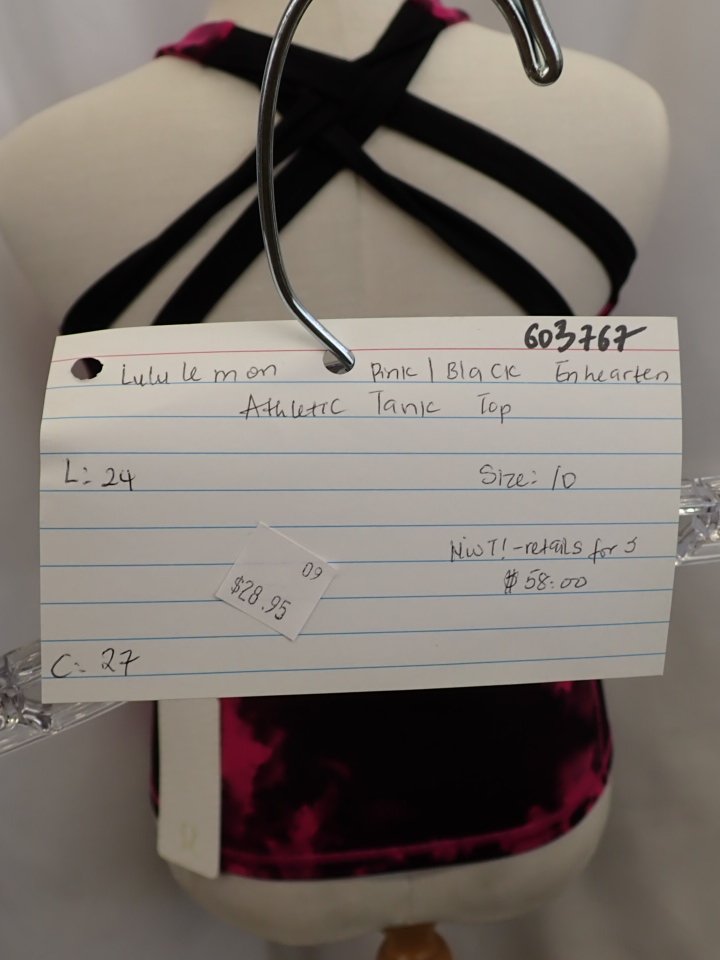 603767
Lululemon Pink | Black Enhearten
Athletic Tank Top
L: 24
Size: 10
NWT! - retails for
$58.00
09
$28.95
C: 27